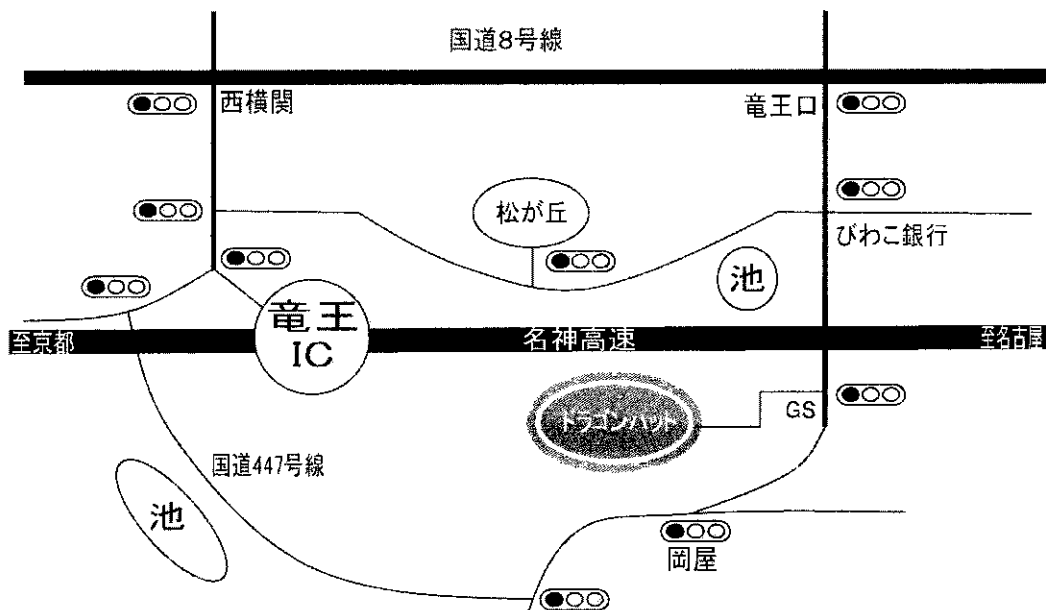 国道8号線
西横関
竜王口
松が丘
びわこ銀行
池
竜王
IC
至京都
名神高速
至名古屋
ドラゴンハット
GS
国道447号線
池
岡屋